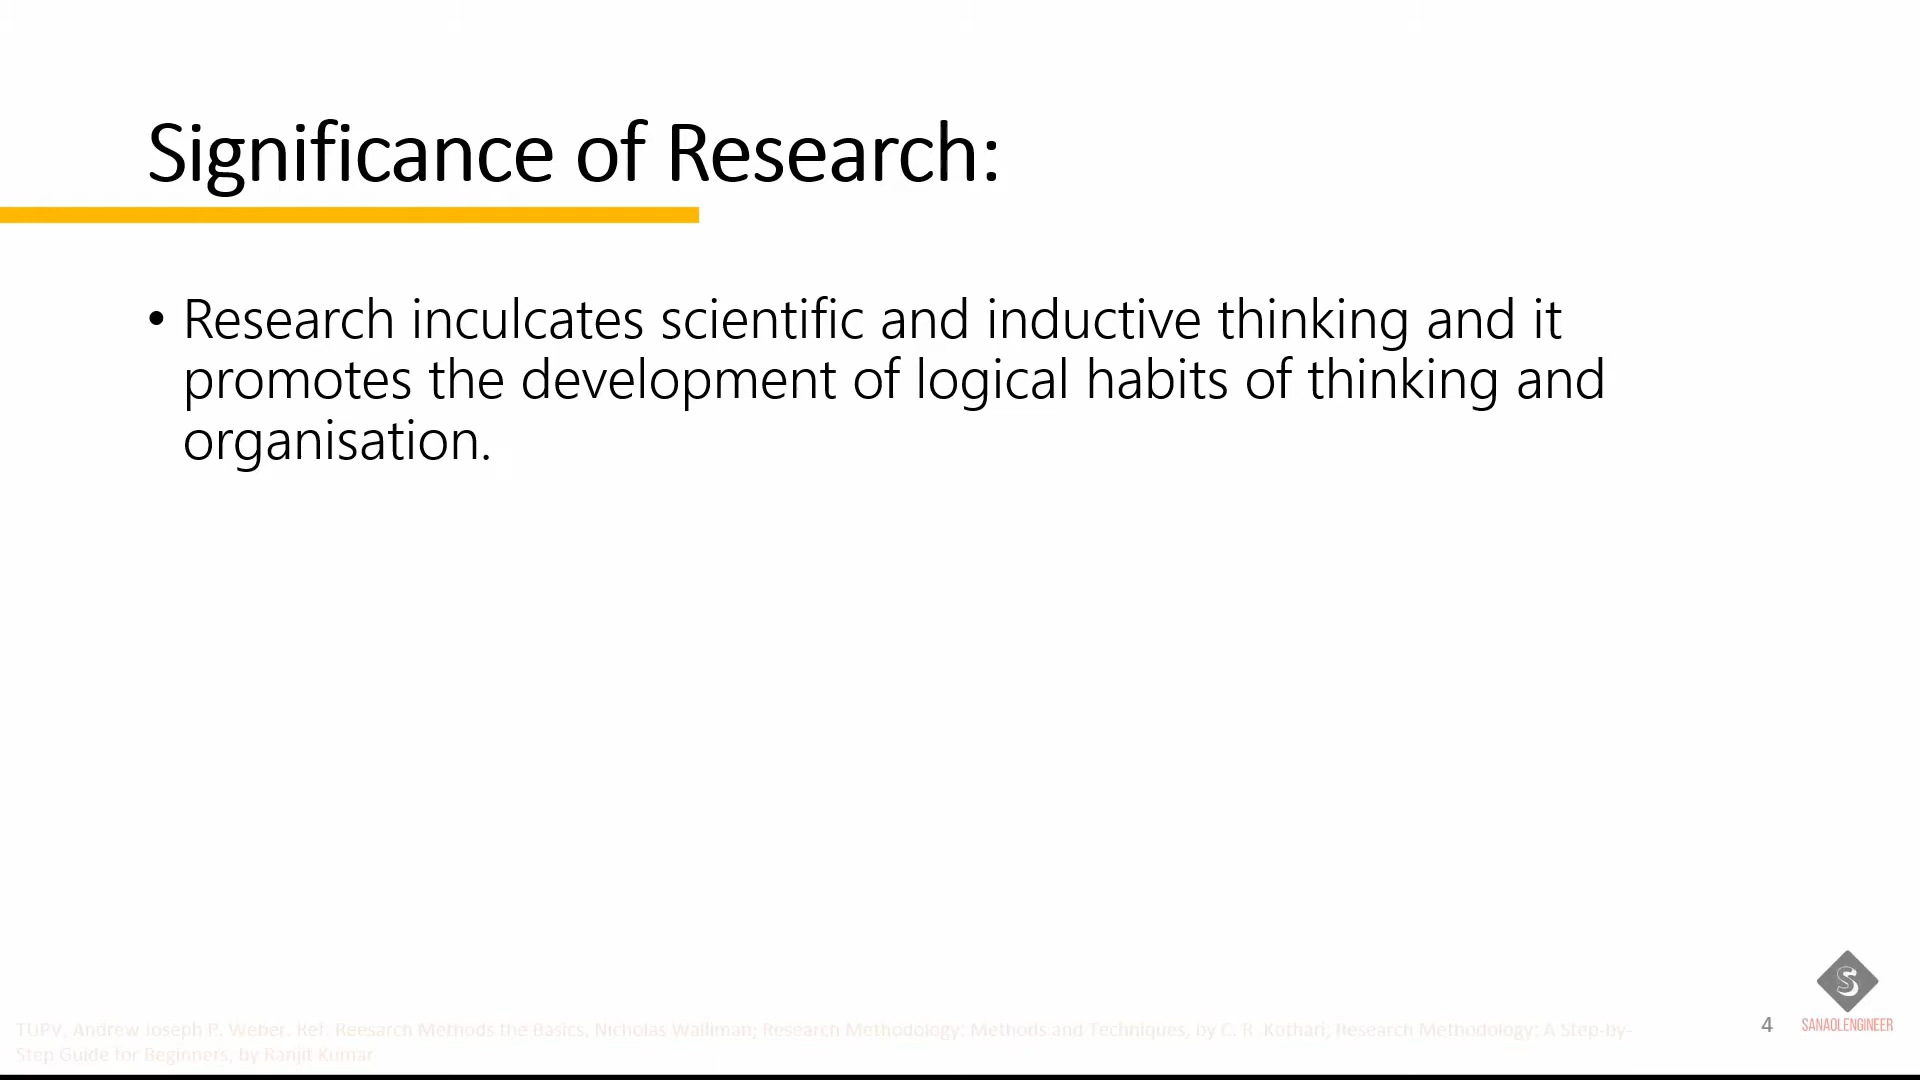 Significance of Research:
• Research inculcates scientific and inductive thinking and it
promotes the development of logical habits of thinking and
organisation.
S
TUPV, Andrew Joseph P. Weber. Ref: Reesarch Methods the Basics, Nicholas Walliman; Research Methodology: Methods and Techniques, by C. R. Kothari; Research Methodology: A Step-by-
Step Guide for Beginners, by Ranjit Kumar
4
SANAOLENGINEER